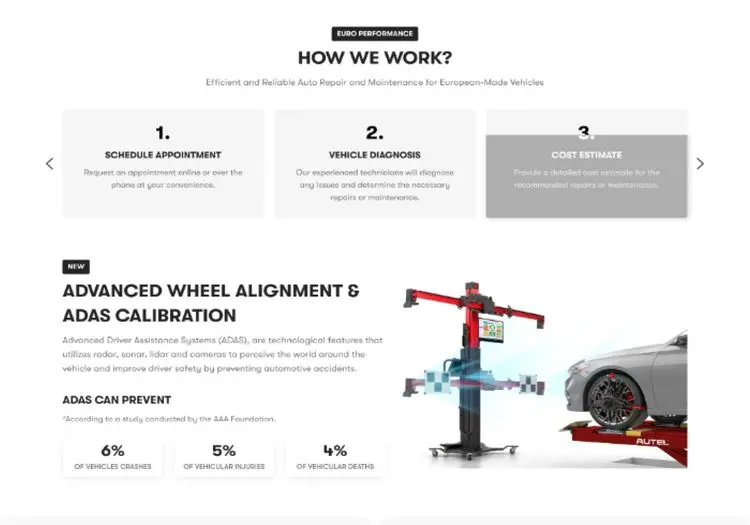 EURO PERFORMANCE
HOW WE WORK?
Efficient and Reliable Auto Repair and Maintenance for European-Made Vehicles
1.
SCHEDULE APPOINTMENT
Request an appointment online or over the
phone at your convenience.
2.
VEHICLE DIAGNOSIS
Our experienced technicians will diagnose
any issues and determine the necessary
repairs or maintenance.
3.
COST ESTIMATE
Provide a detailed cost estimate for the
recommended repairs or maintenance.
NEW
ADVANCED WHEEL ALIGNMENT &
ADAS CALIBRATION
Advanced Driver Assistance Systems (ADAS), are technological features that
utilizes radar, sonar, lidar and cameras to perceive the world around the
vehicle and improve driver safety by preventing automotive accidents.
ADAS CAN PREVENT
*According to a study conducted by the AAA Foundation.
6%
OF VEHICLES CRASHES
5%
OF VEHICULAR INJURIES
4%
OF VEHICULAR DEATHS
AUTEL